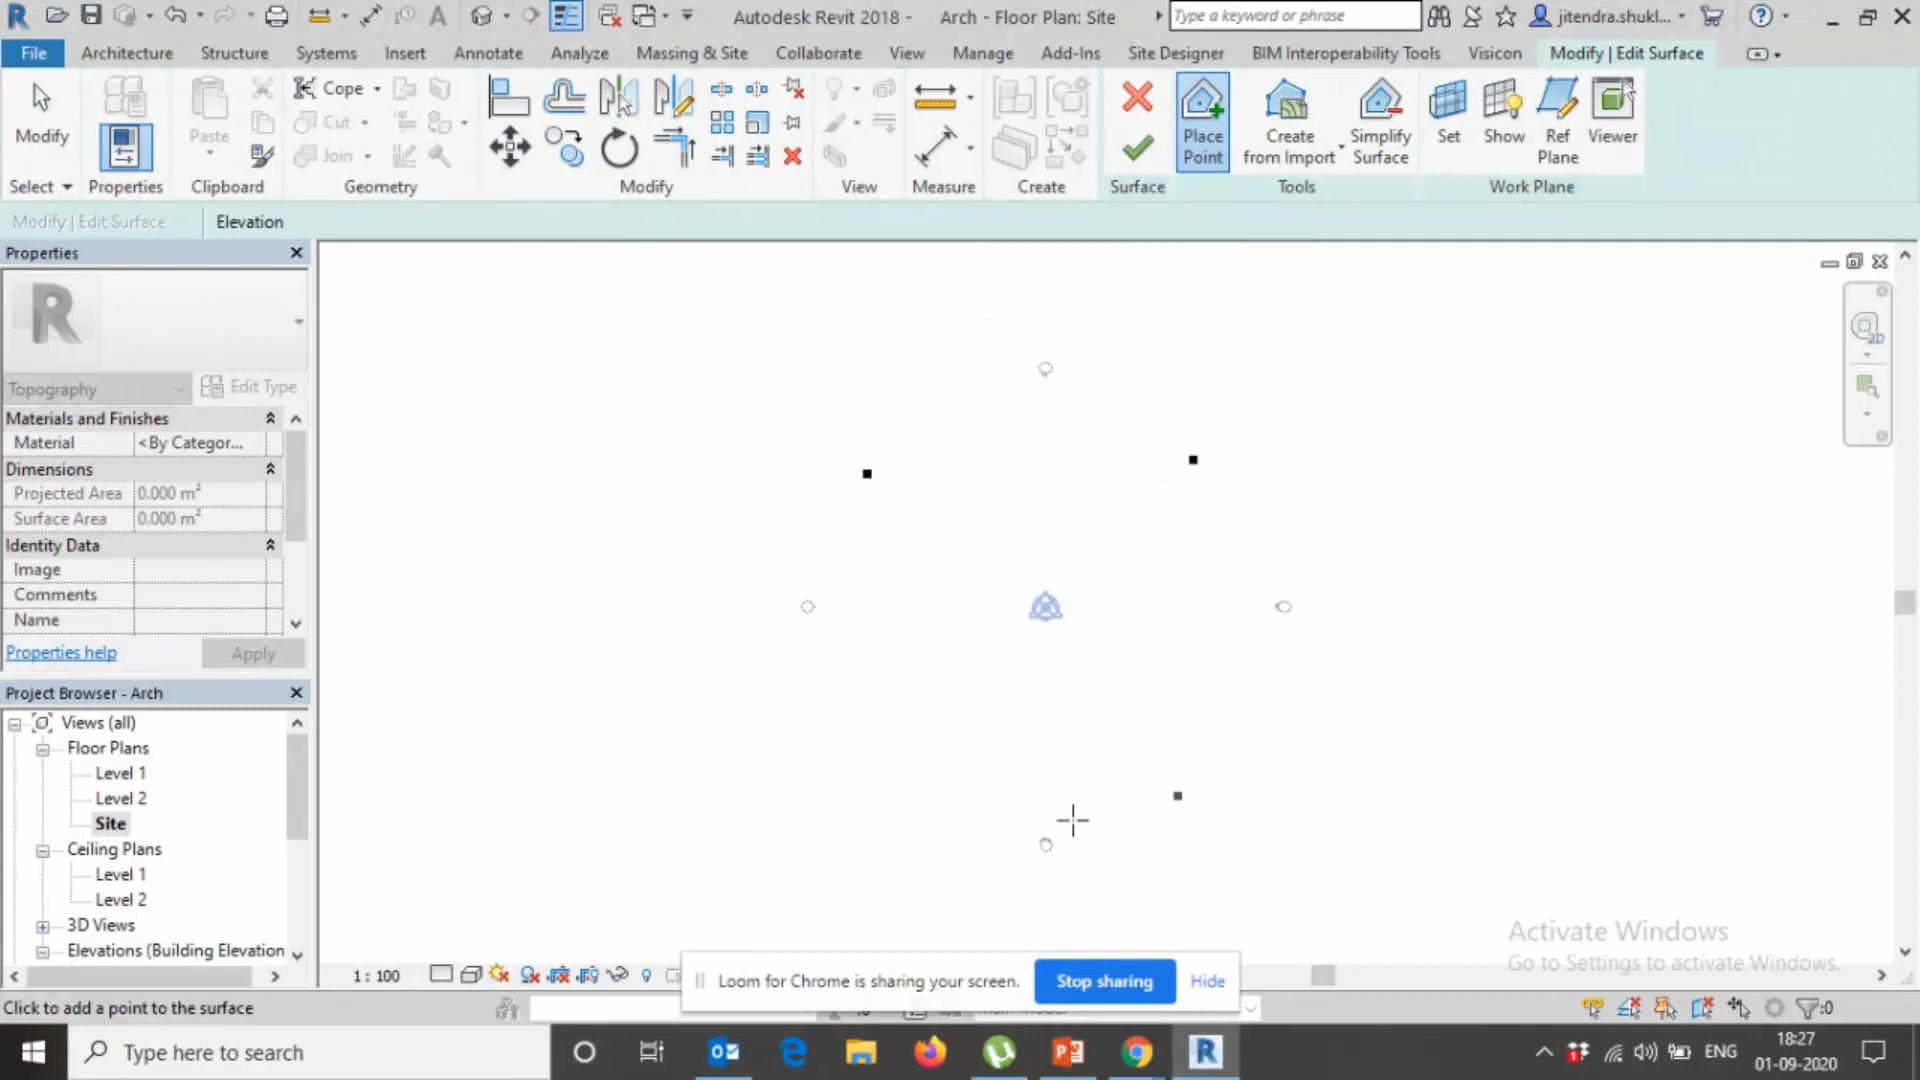 Autodesk Revit 2018 -
Arch - Floor Plan: Site
Type a keyword or phrase
jitendra.shukl...
File
Architecture
Structure
Systems
Insert
Annotate
Analyze
Massing & Site
Collaborate
View
Manage
Add-Ins
Site Designer
BIM Interoperability Tools
Visicon
Modify | Edit Surface
Modify
Paste
Cope
Cut
Join
Place Point
Create from Import
Simplify Surface
Set
Show
Ref Plane
Viewer
Select
Properties
Clipboard
Geometry
Modify
View
Measure
Create
Surface
Tools
Work Plane
Modify | Edit Surface
Elevation
Properties
R
2D
Topography
Edit Type
Materials and Finishes
Material
<By Categor...
Dimensions
Projected Area
0.000 m²
Surface Area
0.000 m²
Identity Data
Image
Comments
Name
Properties help
Apply
Project Browser - Arch
Views (all)
Floor Plans
Level 1
Level 2
Site
Ceiling Plans
Level 1
Level 2
3D Views
Elevations (Building Elevation
1 : 100
Activate Windows
Go to Settings to activate Windows.
Loom for Chrome is sharing your screen.
Stop sharing
Hide
Click to add a point to the surface
:0
Type here to search
ENG
18:27
01-09-2020